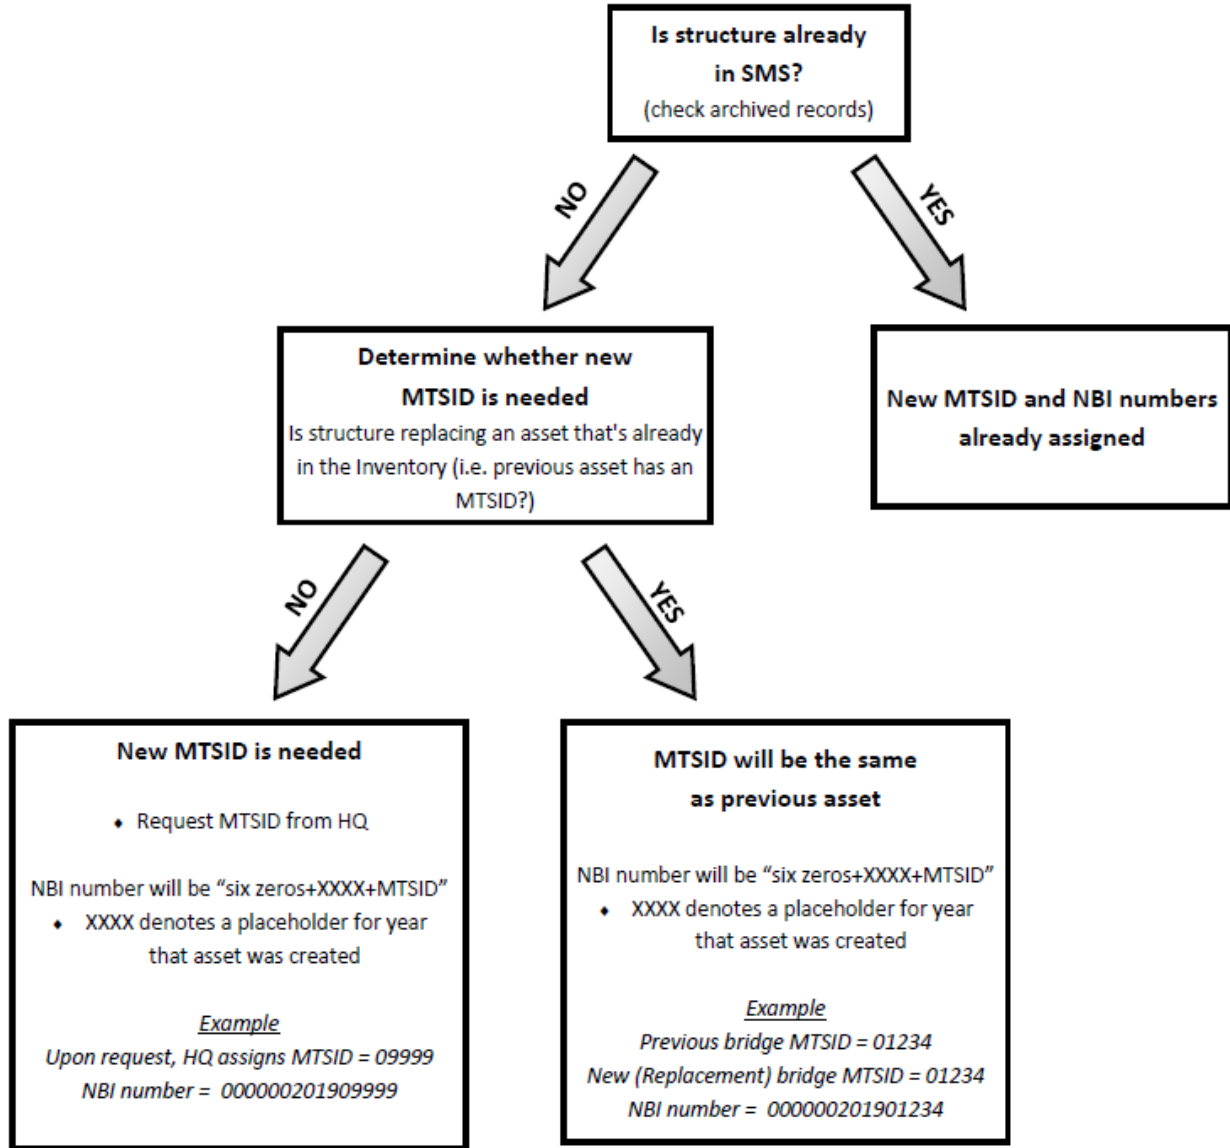 Is structure already
in SMS?
(check archived records)
NO
YES
Determine whether new
MTSID is needed
Is structure replacing an asset that's already
in the Inventory (i.e. previous asset has an
MTSID?)
New MTSID and NBI numbers
already assigned
NO
YES
New MTSID is needed
♦ Request MTSID from HQ
NBI number will be “six zeros+XXXX+MTSID”
♦ XXXX denotes a placeholder for year
that asset was created
Example
Upon request, HQ assigns MTSID = 09999
NBI number = 000000201909999
MTSID will be the same
as previous asset
NBI number will be “six zeros+XXXX+MTSID”
♦ XXXX denotes a placeholder for year
that asset was created
Example
Previous bridge MTSID = 01234
New (Replacement) bridge MTSID = 01234
NBI number = 000000201901234